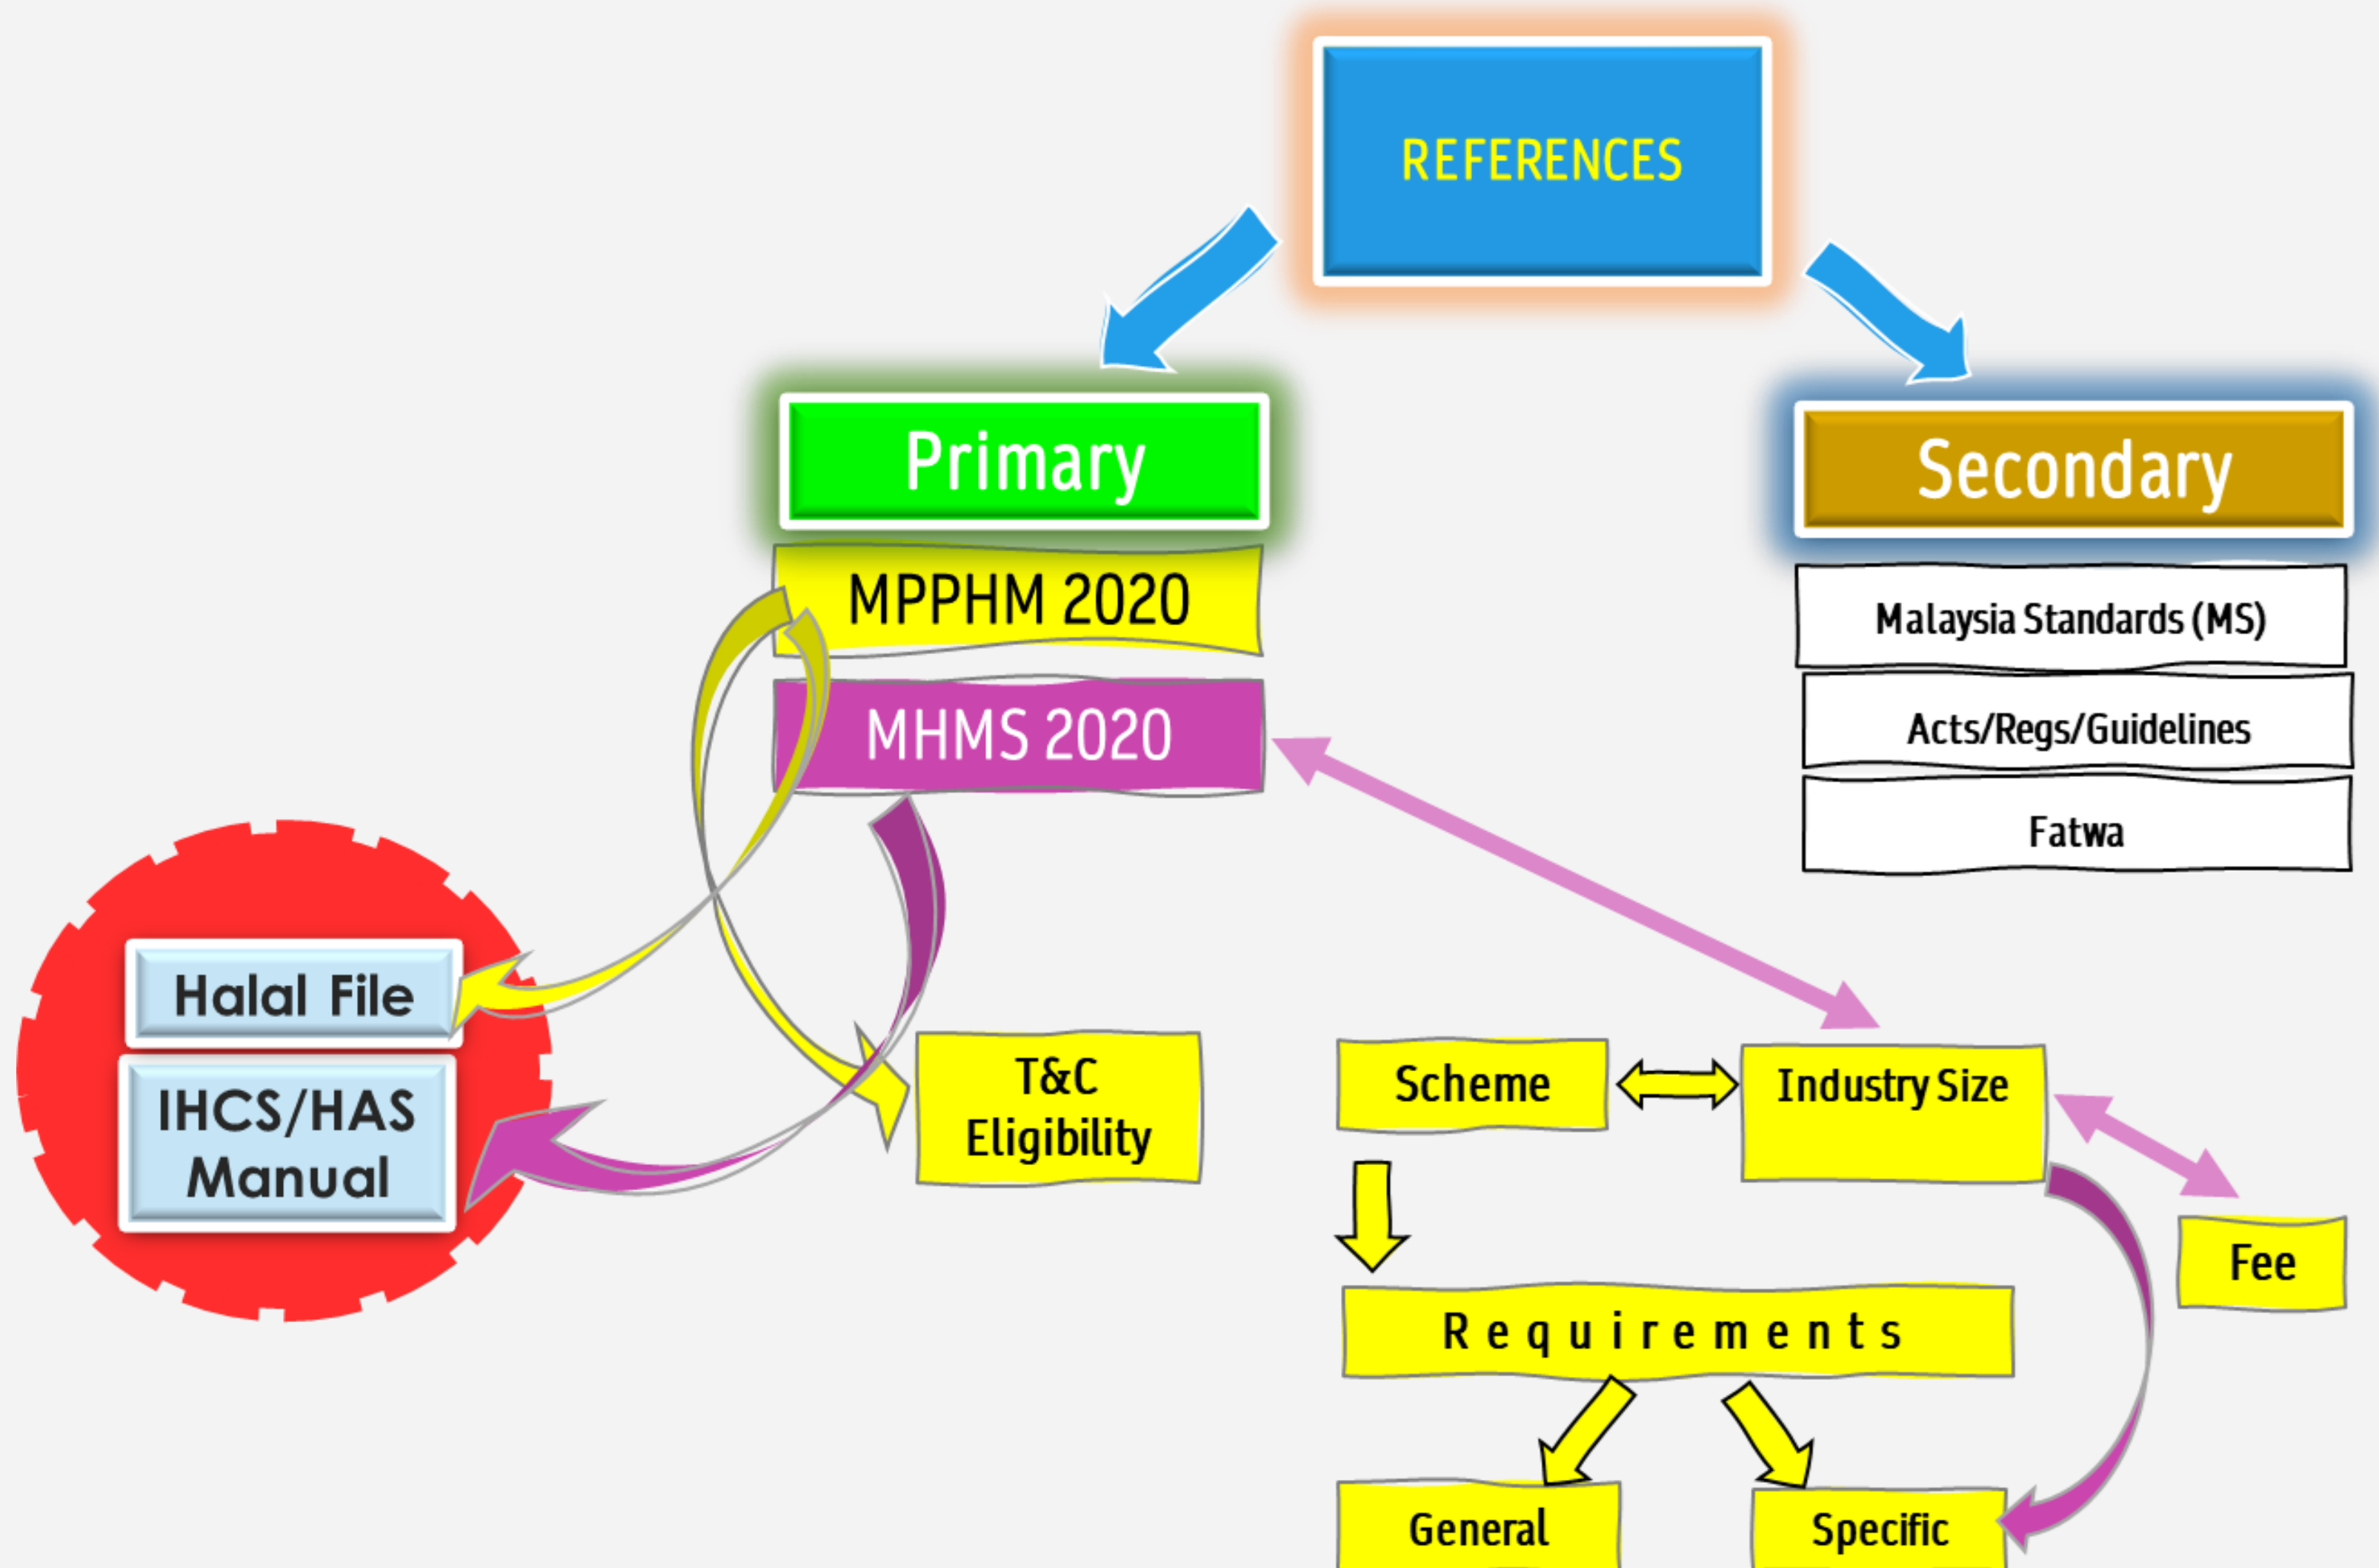 REFERENCES
Primary
Secondary
MPPHM 2020
MHMS 2020
Malaysia Standards (MS)
Acts/Regs/Guidelines
Fatwa
Halal File
IHCS/HAS
Manual
T&C
Eligibility
Scheme
Industry Size
Fee
Requirements
General
Specific